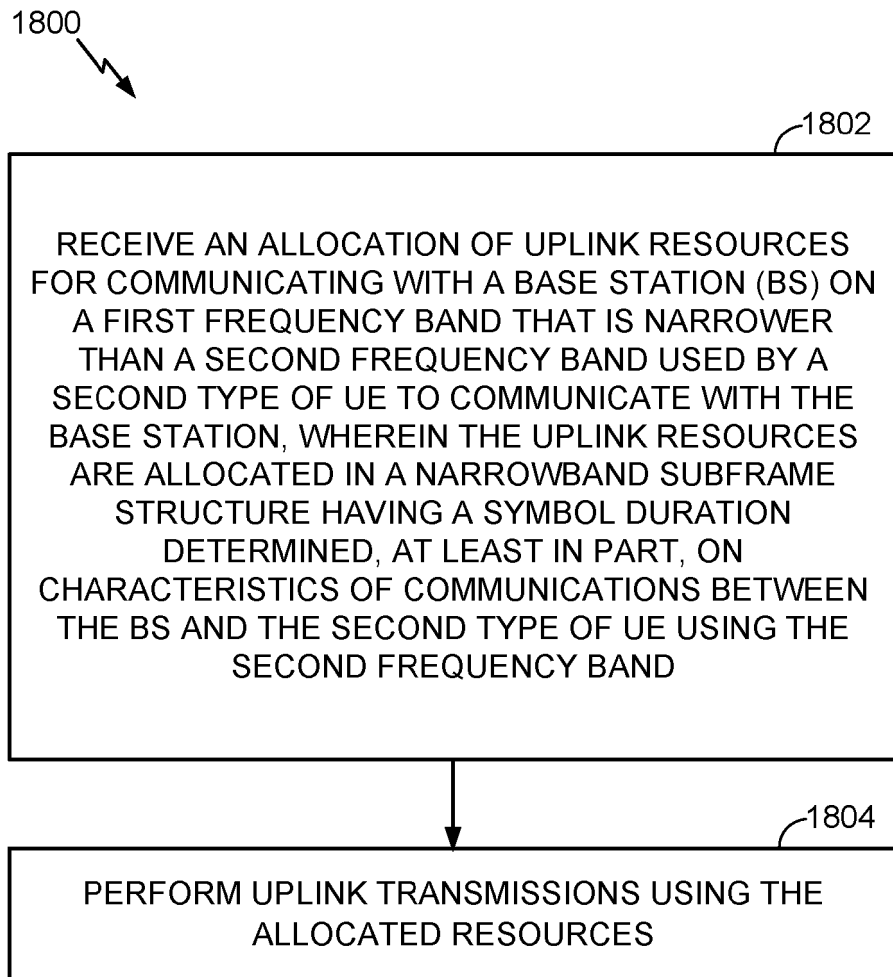 1800
1802
RECEIVE AN ALLOCATION OF UPLINK RESOURCES
FOR COMMUNICATING WITH A BASE STATION (BS) ON
A FIRST FREQUENCY BAND THAT IS NARROWER
THAN A SECOND FREQUENCY BAND USED BY A
SECOND TYPE OF UE TO COMMUNICATE WITH THE
BASE STATION, WHEREIN THE UPLINK RESOURCES
ARE ALLOCATED IN A NARROWBAND SUBFRAME
STRUCTURE HAVING A SYMBOL DURATION
DETERMINED, AT LEAST IN PART, ON
CHARACTERISTICS OF COMMUNICATIONS BETWEEN
THE BS AND THE SECOND TYPE OF UE USING THE
SECOND FREQUENCY BAND
1804
PERFORM UPLINK TRANSMISSIONS USING THE
ALLOCATED RESOURCES